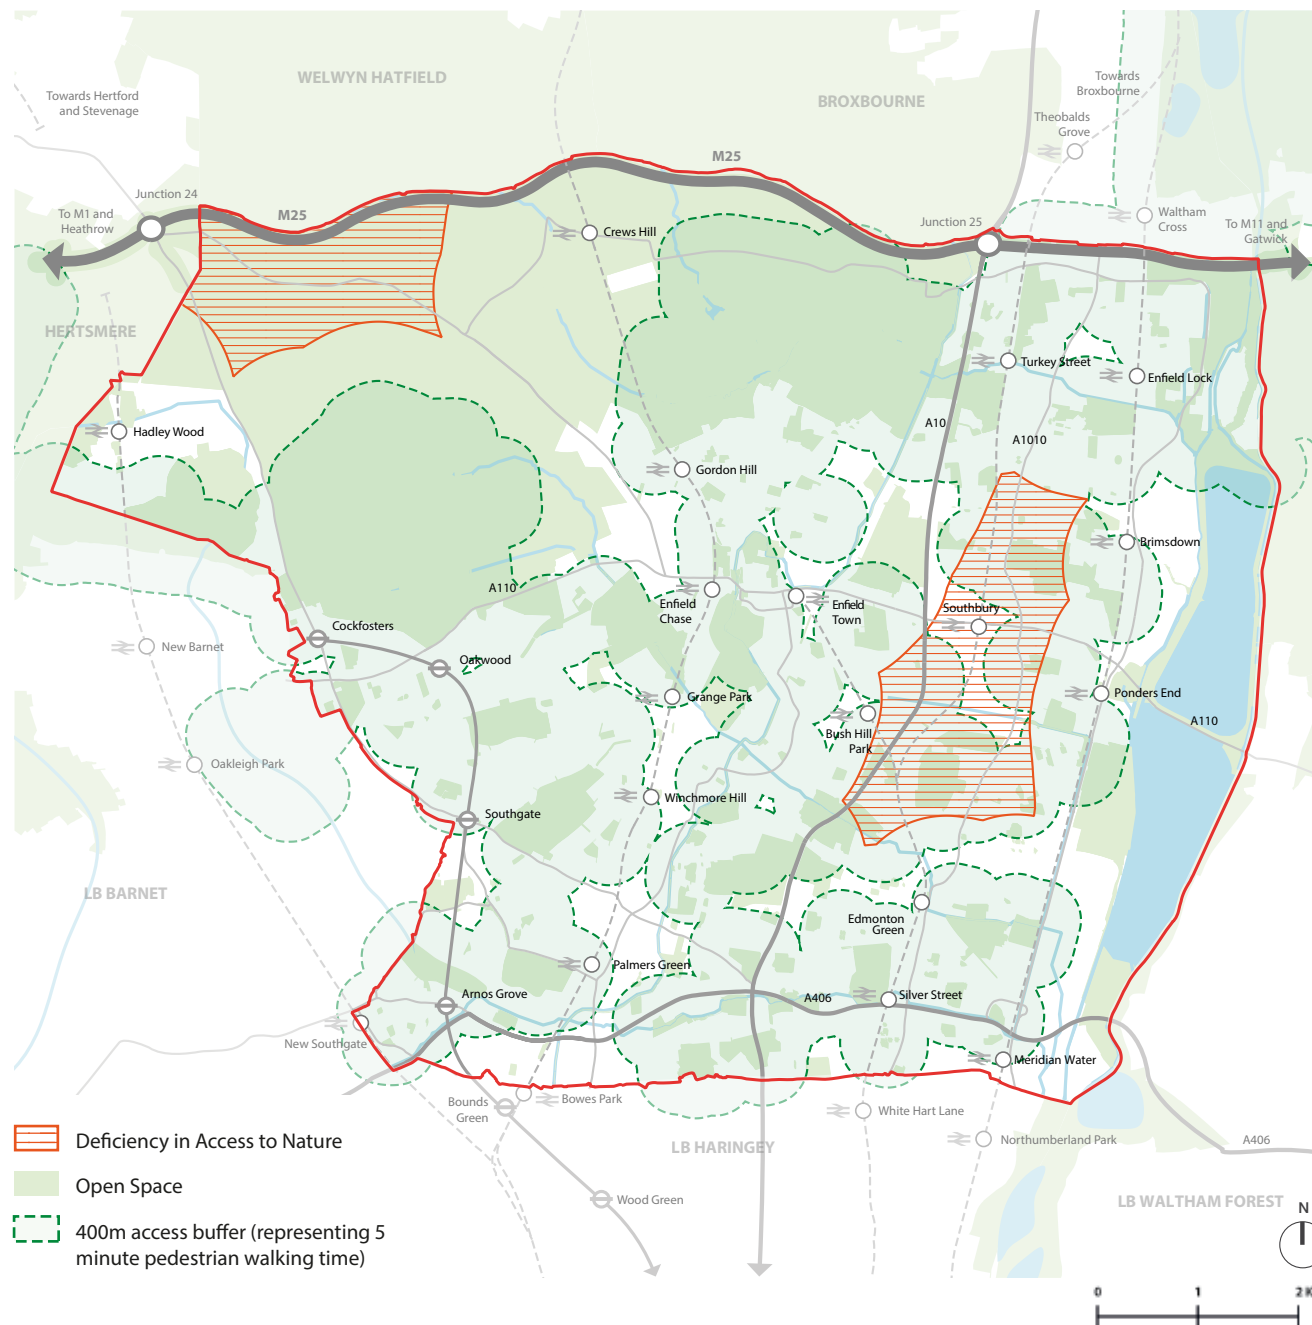 WELWYN HATFIELD
Towards Hertford
and Stevenage
BROXBOURNE
Towards
Broxbourne
Theobalds
Grove
M25
Junction 24
M25
To M1 and
Heathrow
Crews Hill
Junction 25
Waltham
Cross
To M11 and
Gatwick
HERTSMERE
Turkey Street
Enfield Lock
Hadley Wood
A10
A1010
Gordon Hill
Brimsdown
A110
Enfield
Chase
Enfield
Town
Southbury
Cockfosters
New Barnet
Oakwood
Grange Park
Ponders End
A110
Bush Hill
Park
Oakleigh Park
Winchmore Hill
Southgate
LB BARNET
Edmonton
Green
Palmers Green
Arnos Grove
A406
Silver Street
New Southgate
Meridian Water
Bounds
Green
Bowes Park
White Hart Lane
LB HARINGEY
Northumberland Park
A406
Wood Green
LB WALTHAM FOREST
N
Deficiency in Access to Nature
Open Space
400m access buffer (representing 5
minute pedestrian walking time)
0 1 2 K